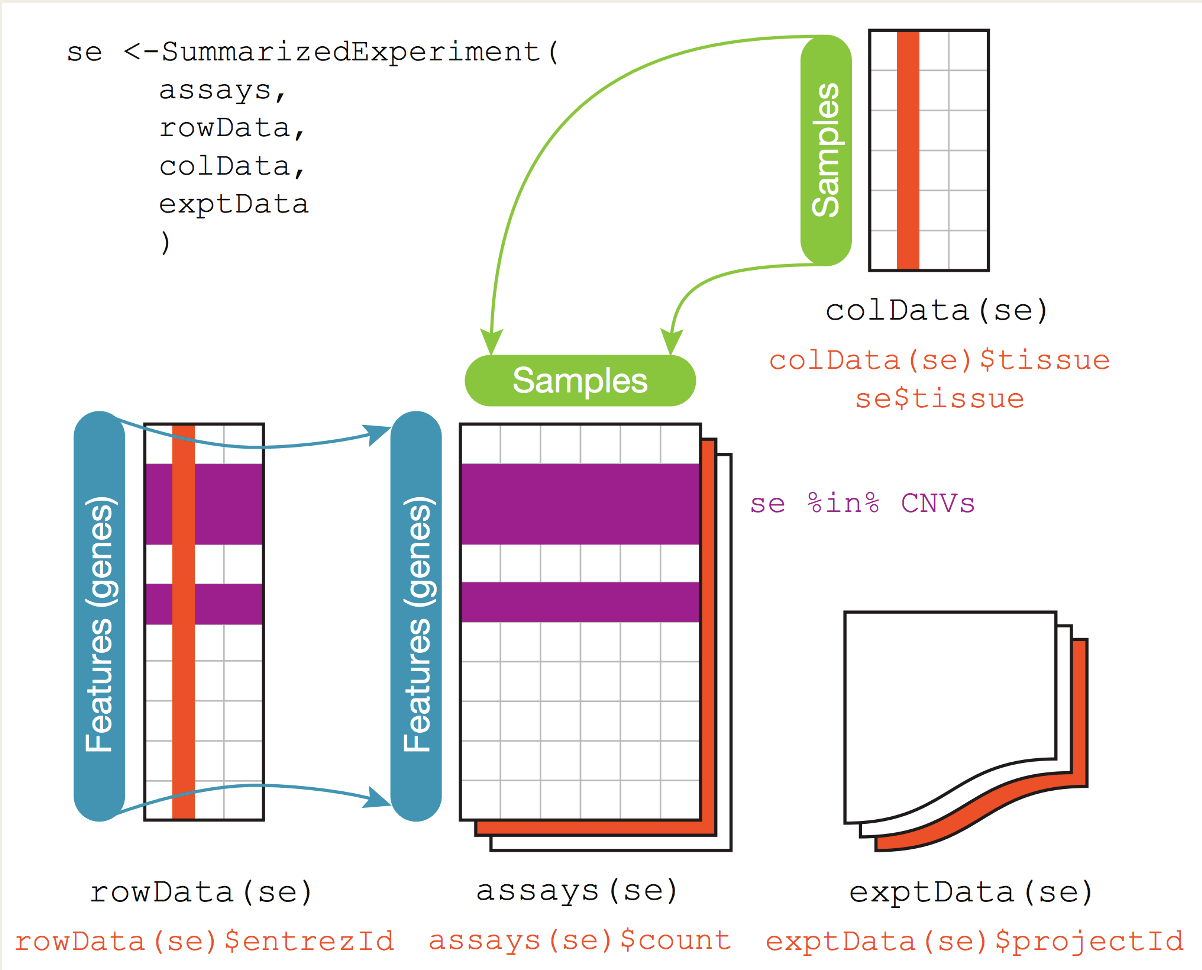 se <-SummarizedExperiment(
assays,
rowData,
colData,
exptData
)
Samples
colData(se)
colData(se)$tissue
se$tissue
Samples
Features (genes)
Features (genes)
se %in% CNVs
rowData(se)
assays(se)
exptData(se)
rowData(se)$entrezId
assays(se)$count
exptData(se)$projectId